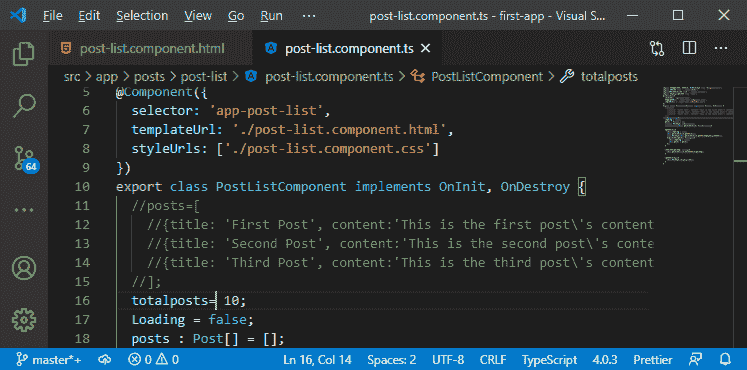 File Edit Selection View Go Run ··· post-list.component.ts - first-app - Visual S...
post-list.component.html post-list.component.ts
src > app > posts > post-list > post-list.component.ts > PostListComponent > totalposts
5 @Component({
6 selector: 'app-post-list',
7 templateUrl: './post-list.component.html',
8 styleUrls: ['./post-list.component.css']
9 })
10 export class PostListComponent implements OnInit, OnDestroy {
11 //posts=[
12 //{title: 'First Post', content:'This is the first post\'s content
13 //{title: 'Second Post', content:'This is the second post\'s conte
14 //{title: 'Third Post', content:'This is the third post\'s content
15 //];
16 totalposts= 10;
17 Loading = false;
18 posts : Post[] = [];
64
master*+ 0 0 Ln 16, Col 14 Spaces: 2 UTF-8 CRLF TypeScript 4.0.3 Prettier